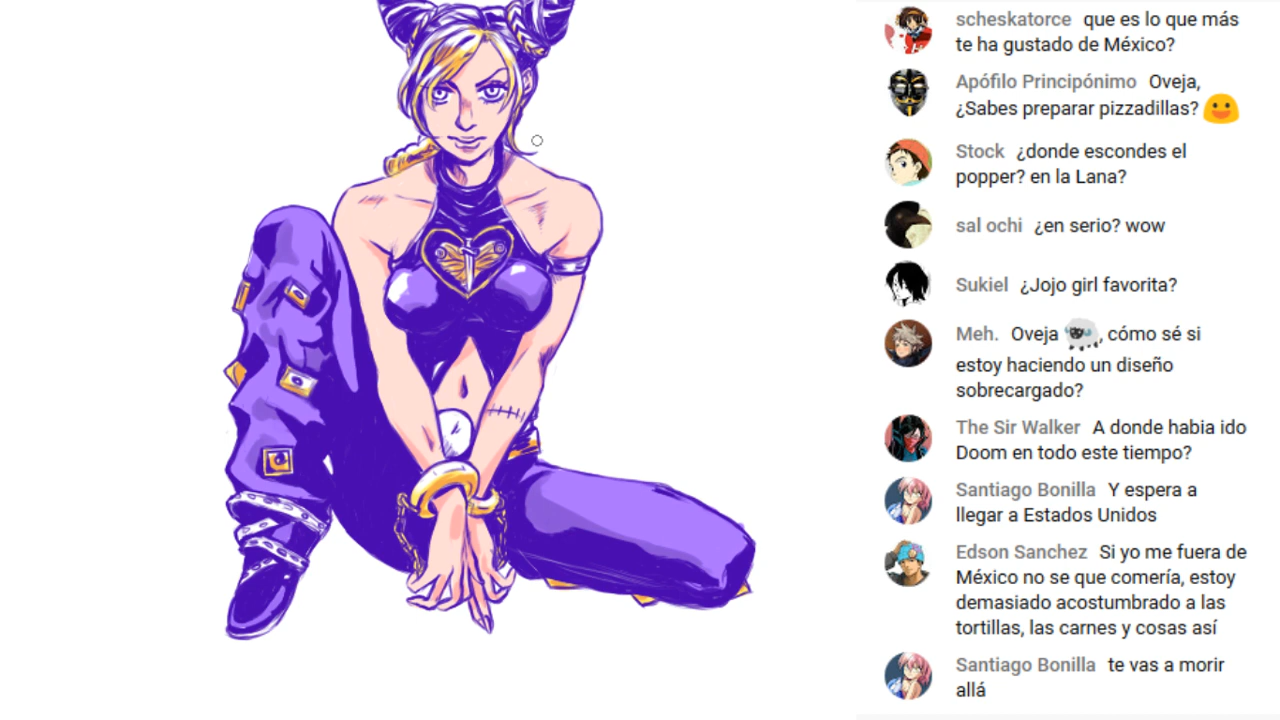 scheskatorce que es lo que más
te ha gustado de México?
Apófilo Principónimo Oveja,
¿Sabes preparar pizzadillas?
Stock ¿donde escondes el
popper? en la Lana?
sal ochi ¿en serio? wow
Sukiel ¿Jojo girl favorita?
Meh. Oveja , cómo sé si
estoy haciendo un diseño
sobrecargado?
The Sir Walker A donde habia ido
Doom en todo este tiempo?
Santiago Bonilla Y espera a
llegar a Estados Unidos
Edson Sanchez Si yo me fuera de
México no se que comería, estoy
demasiado acostumbrado a las
tortillas, las carnes y cosas así
Santiago Bonilla te vas a morir
allá